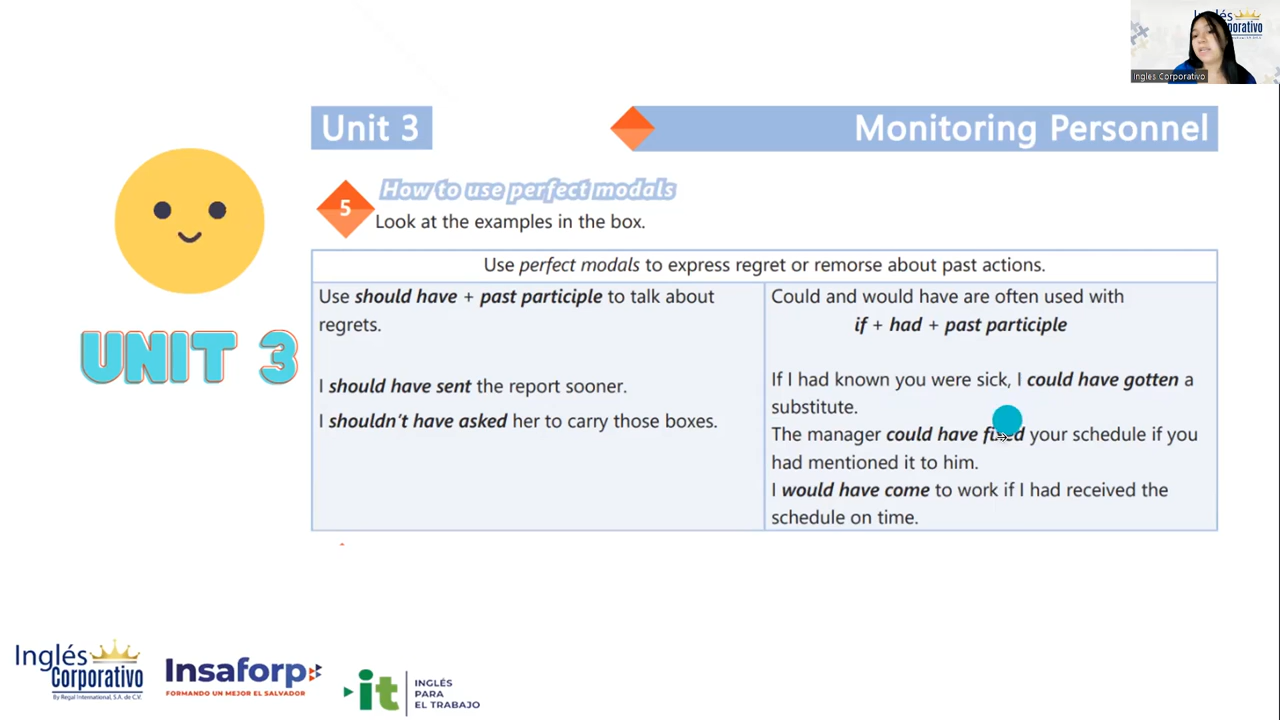 Inglés
Corporativo
Ingles Corporativo
Unit 3
Monitoring Personnel
How to use perfect modals
5
Look at the examples in the box.
Use perfect modals to express regret or remorse about past actions.
Use should have + past participle to talk about
regrets.
I should have sent the report sooner.
I shouldn't have asked her to carry those boxes.
Could and would have are often used with
if + had + past participle
If I had known you were sick, I could have gotten a
substitute.
The manager could have fixed your schedule if you
had mentioned it to him.
I would have come to work if I had received the
schedule on time.
UNIT 3
Inglés
Corporativo
By Regal International, S.A. de C.V.
Insaforp
FORMANDO UN MEJOR EL SALVADOR
it
INGLÉS
PARA
EL TRABAJO